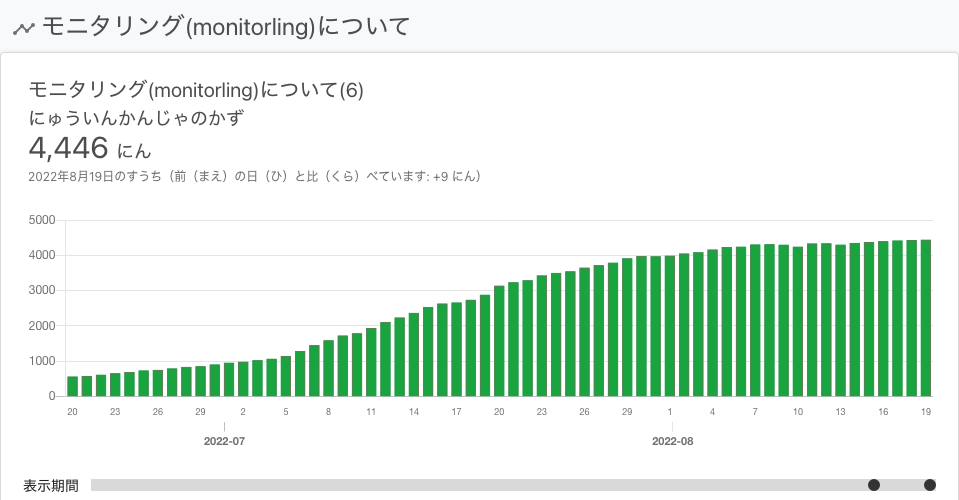 モニタリング(monitorling)について
モニタリング(monitorling)について(6)
にゅういんかんじゃのかず
4,446 にん
2022年8月19日のすうち（前（まえ）の日（ひ）と比（くら）べています: +9 にん）
5000
4000
3000
2000
1000
0
20 23 26 29 2 5 8 11 14 17 20 23 26 29 1 4 7 10 13 16 19
2022-07 2022-08
表示期間